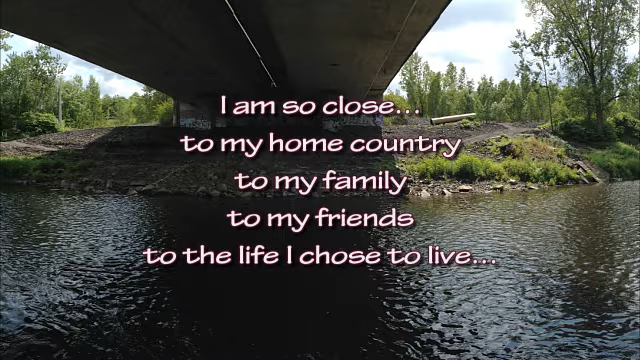 I am so close...
to my home country
to my family
to my friends
to the life I chose to live...